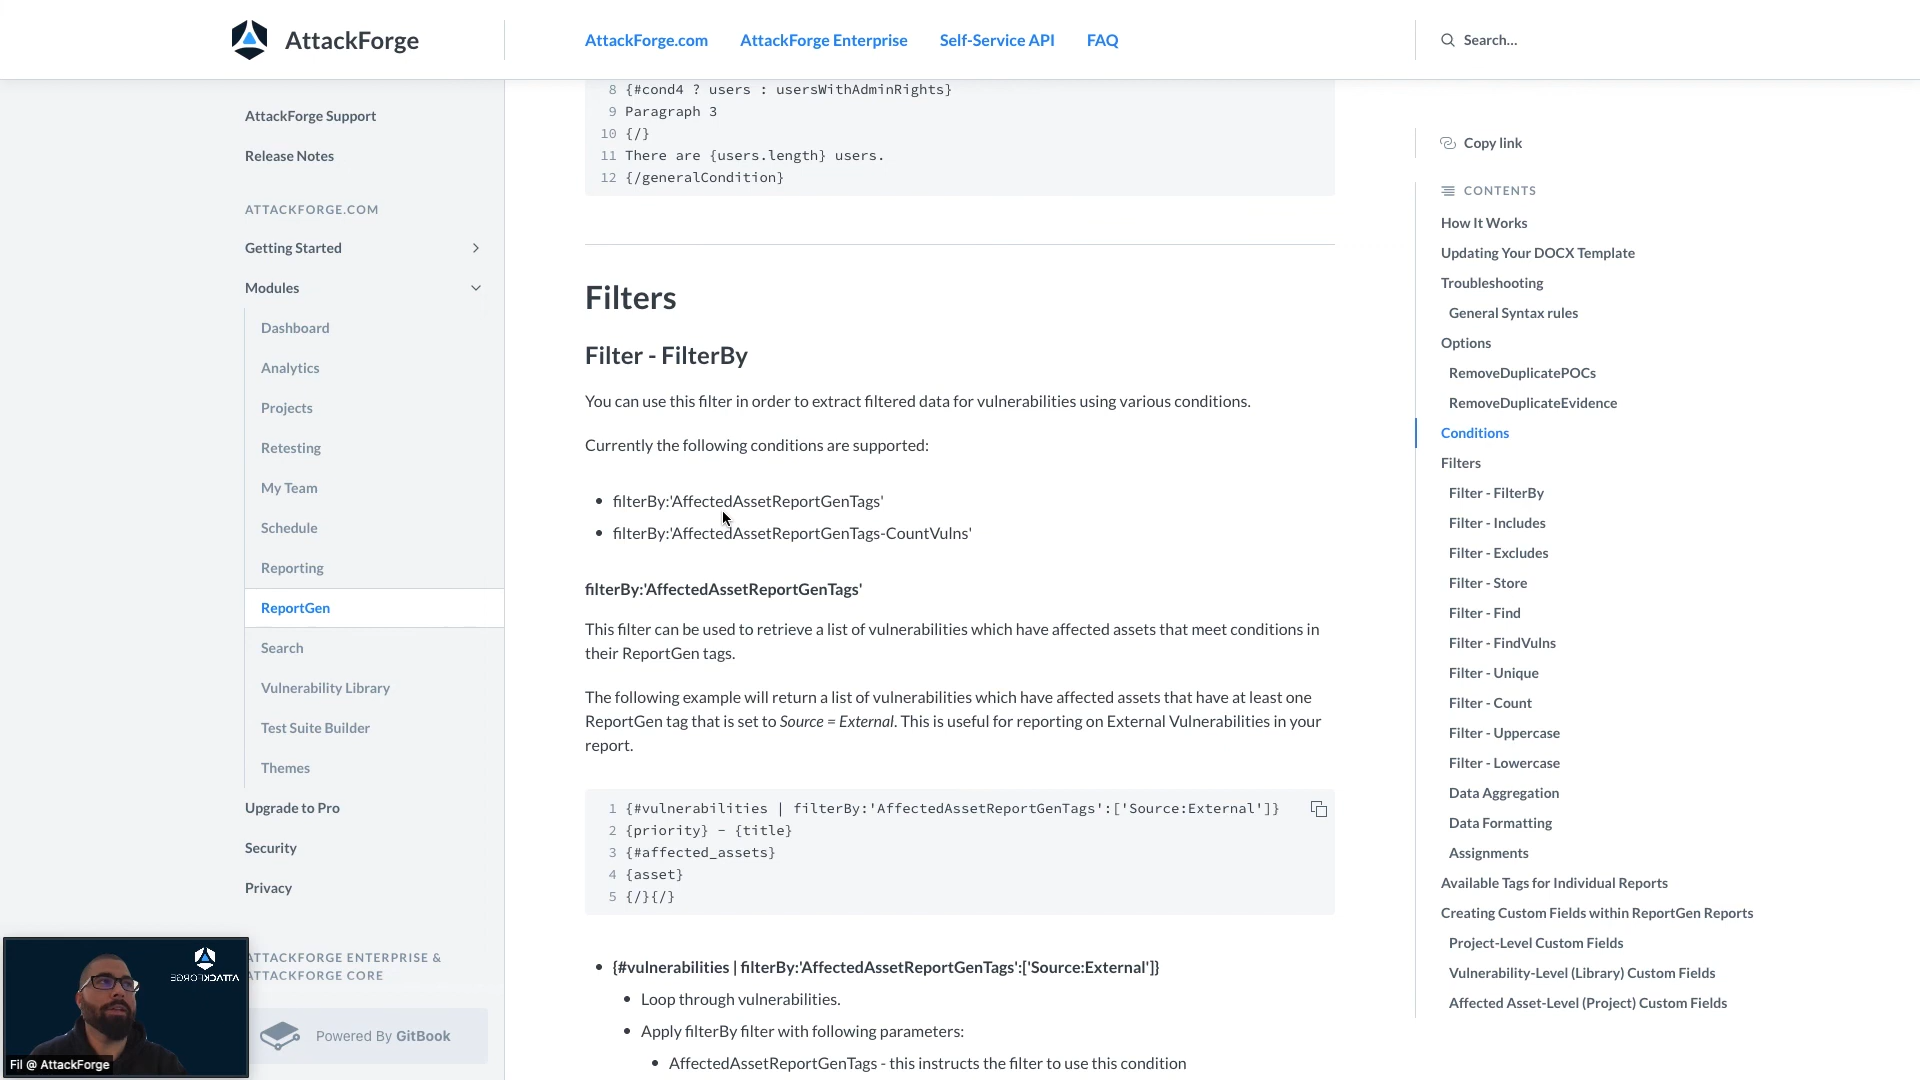 AttackForge
AttackForge.com
AttackForge Enterprise
Self-Service API
FAQ
Search...
AttackForge Support
Release Notes
ATTACKFORGE.COM
Getting Started
Modules
Dashboard
Analytics
Projects
Retesting
My Team
Schedule
Reporting
ReportGen
Search
Vulnerability Library
Test Suite Builder
Themes
Upgrade to Pro
Security
Privacy
ATTACKFORGE ENTERPRISE &
ATTACKFORGE CORE
Powered By GitBook
ATTACKFORGE
Fil @ AttackForge
8 {#cond4 ? users : usersWithAdminRights}
9 Paragraph 3
10 {/}
11 There are {users.length} users.
12 {/generalCondition}
Filters
Filter - FilterBy
You can use this filter in order to extract filtered data for vulnerabilities using various conditions.
Currently the following conditions are supported:
• filterBy:'AffectedAssetReportGenTags'
• filterBy:'AffectedAssetReportGenTags-CountVulns'
filterBy:'AffectedAssetReportGenTags'
This filter can be used to retrieve a list of vulnerabilities which have affected assets that meet conditions in
their ReportGen tags.
The following example will return a list of vulnerabilities which have affected assets that have at least one
ReportGen tag that is set to Source = External. This is useful for reporting on External Vulnerabilities in your
report.
1 {#vulnerabilities | filterBy:'AffectedAssetReportGenTags':['Source:External']}
2 {priority} - {title}
3 {#affected_assets}
4 {asset}
5 {/}{/}
• {#vulnerabilities | filterBy:'AffectedAssetReportGenTags':['Source:External']}
• Loop through vulnerabilities.
• Apply filterBy filter with following parameters:
• AffectedAssetReportGenTags - this instructs the filter to use this condition
Copy link
CONTENTS
How It Works
Updating Your DOCX Template
Troubleshooting
General Syntax rules
Options
RemoveDuplicatePOCs
RemoveDuplicateEvidence
Conditions
Filters
Filter - FilterBy
Filter - Includes
Filter - Excludes
Filter - Store
Filter - Find
Filter - FindVulns
Filter - Unique
Filter - Count
Filter - Uppercase
Filter - Lowercase
Data Aggregation
Data Formatting
Assignments
Available Tags for Individual Reports
Creating Custom Fields within ReportGen Reports
Project-Level Custom Fields
Vulnerability-Level (Library) Custom Fields
Affected Asset-Level (Project) Custom Fields